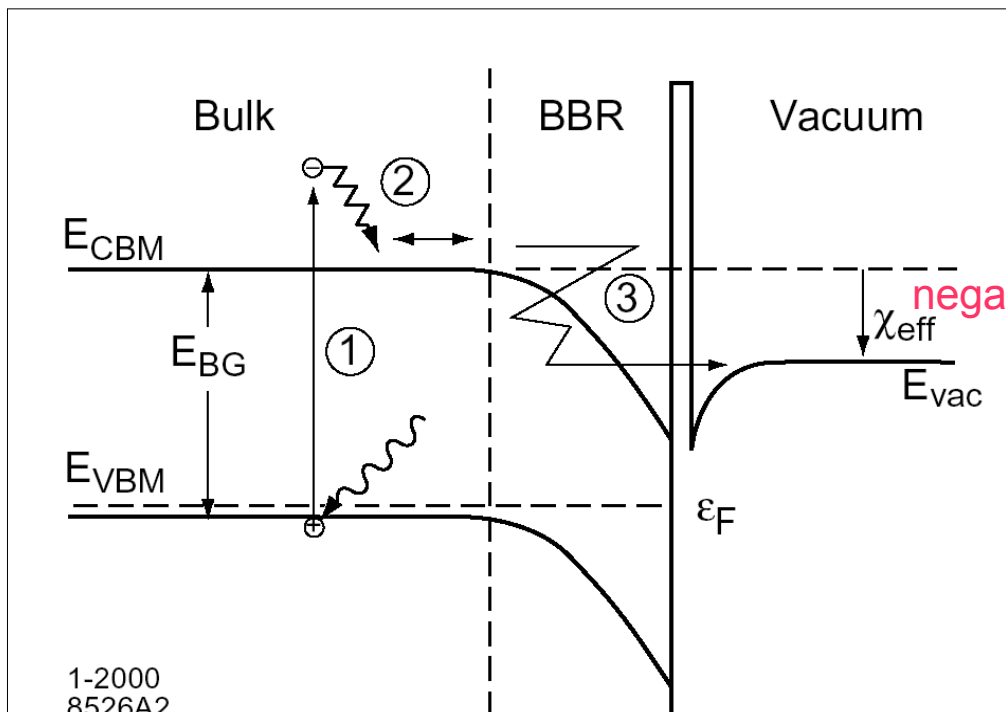 Bulk
BBR
Vacuum
②
E_CBM
nega
③
χ_eff
①
E_BG
E_vac
E_VBM
ε_F
1-2000
8526A2